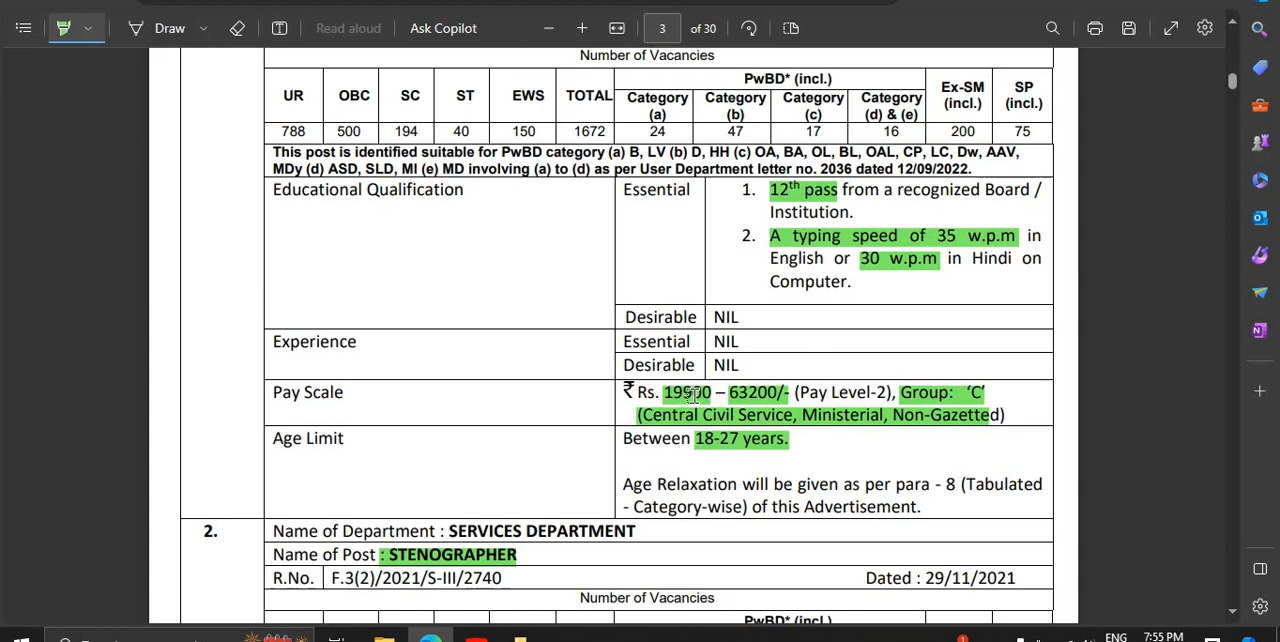 Draw
Read aloud
Ask Copilot
3
of 30
Number of Vacancies
UR OBC SC ST EWS TOTAL PwBD* (incl.) Ex-SM (incl.) SP (incl.)
Category (a) Category (b) Category (c) Category (d) & (e)
788 500 194 40 150 1672 24 47 17 16 200 75
This post is identified suitable for PwBD category (a) B, LV (b) D, HH (c) OA, BA, OL, BL, OAL, CP, LC, Dw, AAV,
MDy (d) ASD, SLD, MI (e) MD involving (a) to (d) as per User Department letter no. 2036 dated 12/09/2022.
Educational Qualification
Essential
1. 12th pass from a recognized Board /
Institution.
2. A typing speed of 35 w.p.m in
English or 30 w.p.m in Hindi on
Computer.
Desirable NIL
Experience Essential NIL
Desirable NIL
Pay Scale ₹ Rs. 19900 – 63200/- (Pay Level-2), Group: ‘C’
(Central Civil Service, Ministerial, Non-Gazetted)
Age Limit Between 18-27 years.
Age Relaxation will be given as per para - 8 (Tabulated
- Category-wise) of this Advertisement.
2. Name of Department : SERVICES DEPARTMENT
Name of Post : STENOGRAPHER
R.No. F.3(2)/2021/S-III/2740 Dated : 29/11/2021
Number of Vacancies
PwBD* (incl.)
ENG
7:55 PM